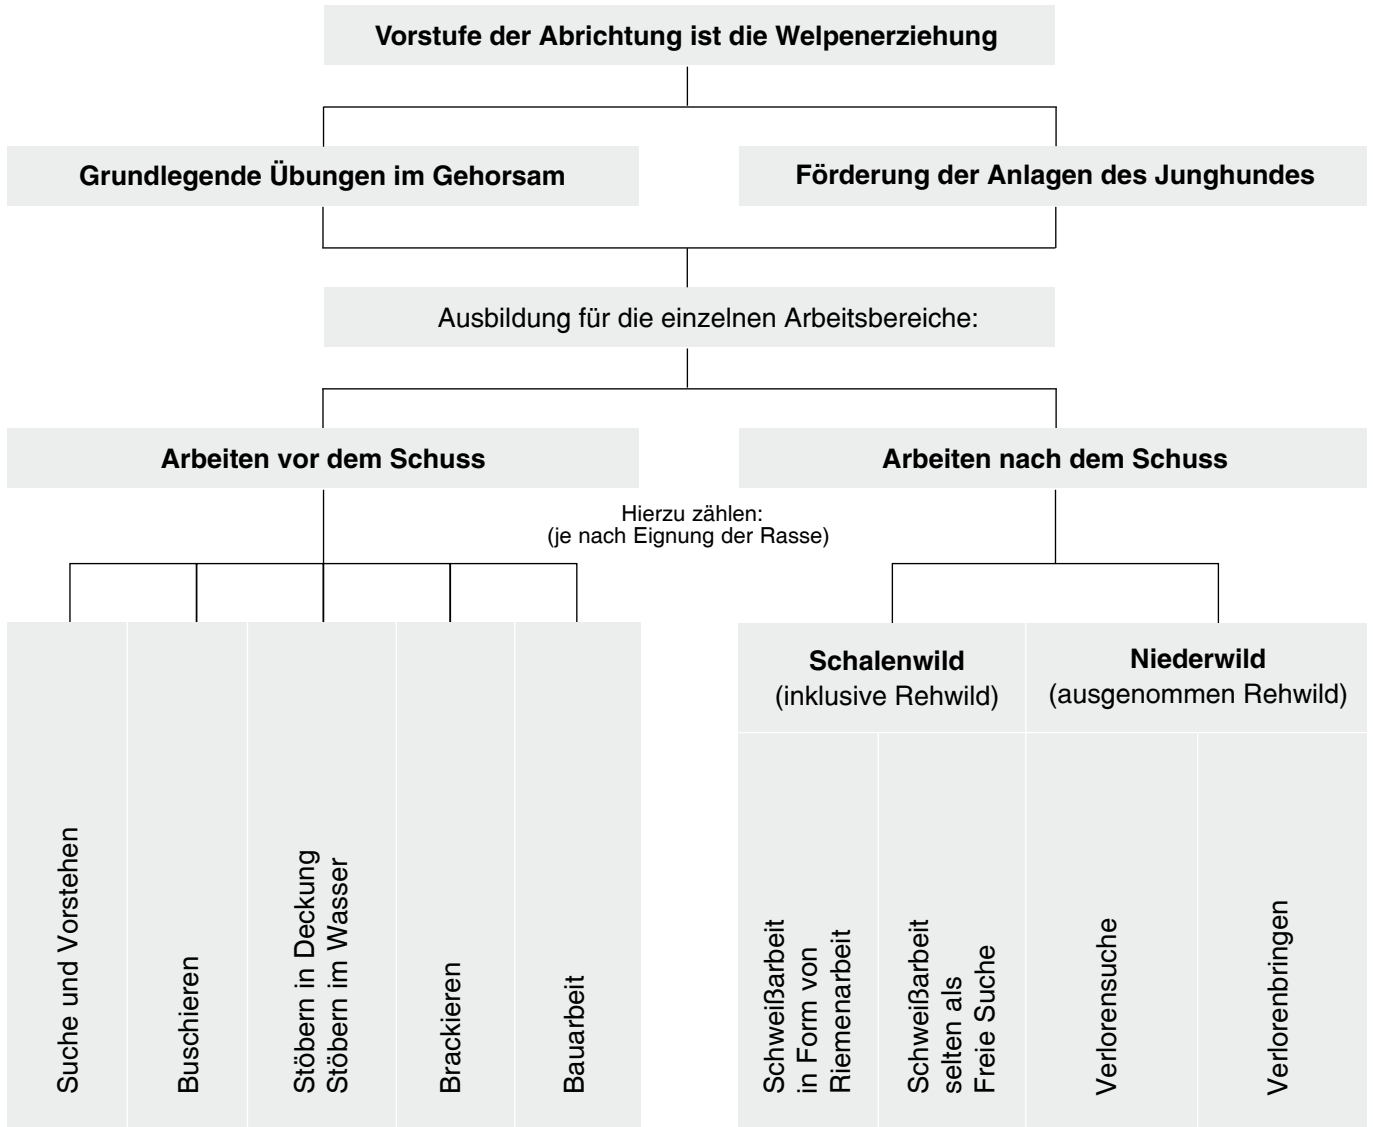 Vorstufe der Abrichtung ist die Welpenerziehung
Grundlegende Übungen im Gehorsam
Förderung der Anlagen des Junghundes
Ausbildung für die einzelnen Arbeitsbereiche:
Arbeiten vor dem Schuss
Arbeiten nach dem Schuss
Hierzu zählen:
(je nach Eignung der Rasse)
Suche und Vorstehen
Buschieren
Stöbern in Deckung
Stöbern im Wasser
Brackieren
Bauarbeit
Schalenwild
(inklusive Rehwild)
Niederwild
(ausgenommen Rehwild)
Schweißarbeit
in Form von
Riemenarbeit
Schweißarbeit
selten als
Freie Suche
Verlorensuche
Verlorenbringen